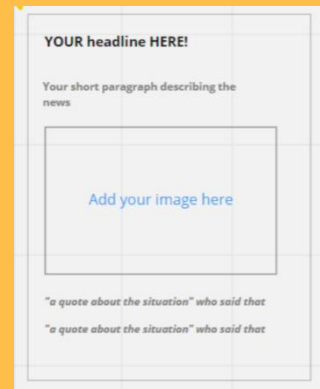 YOUR headline HERE!
Your short paragraph describing the
news
Add your image here
"a quote about the situation" who said that
"a quote about the situation" who said that